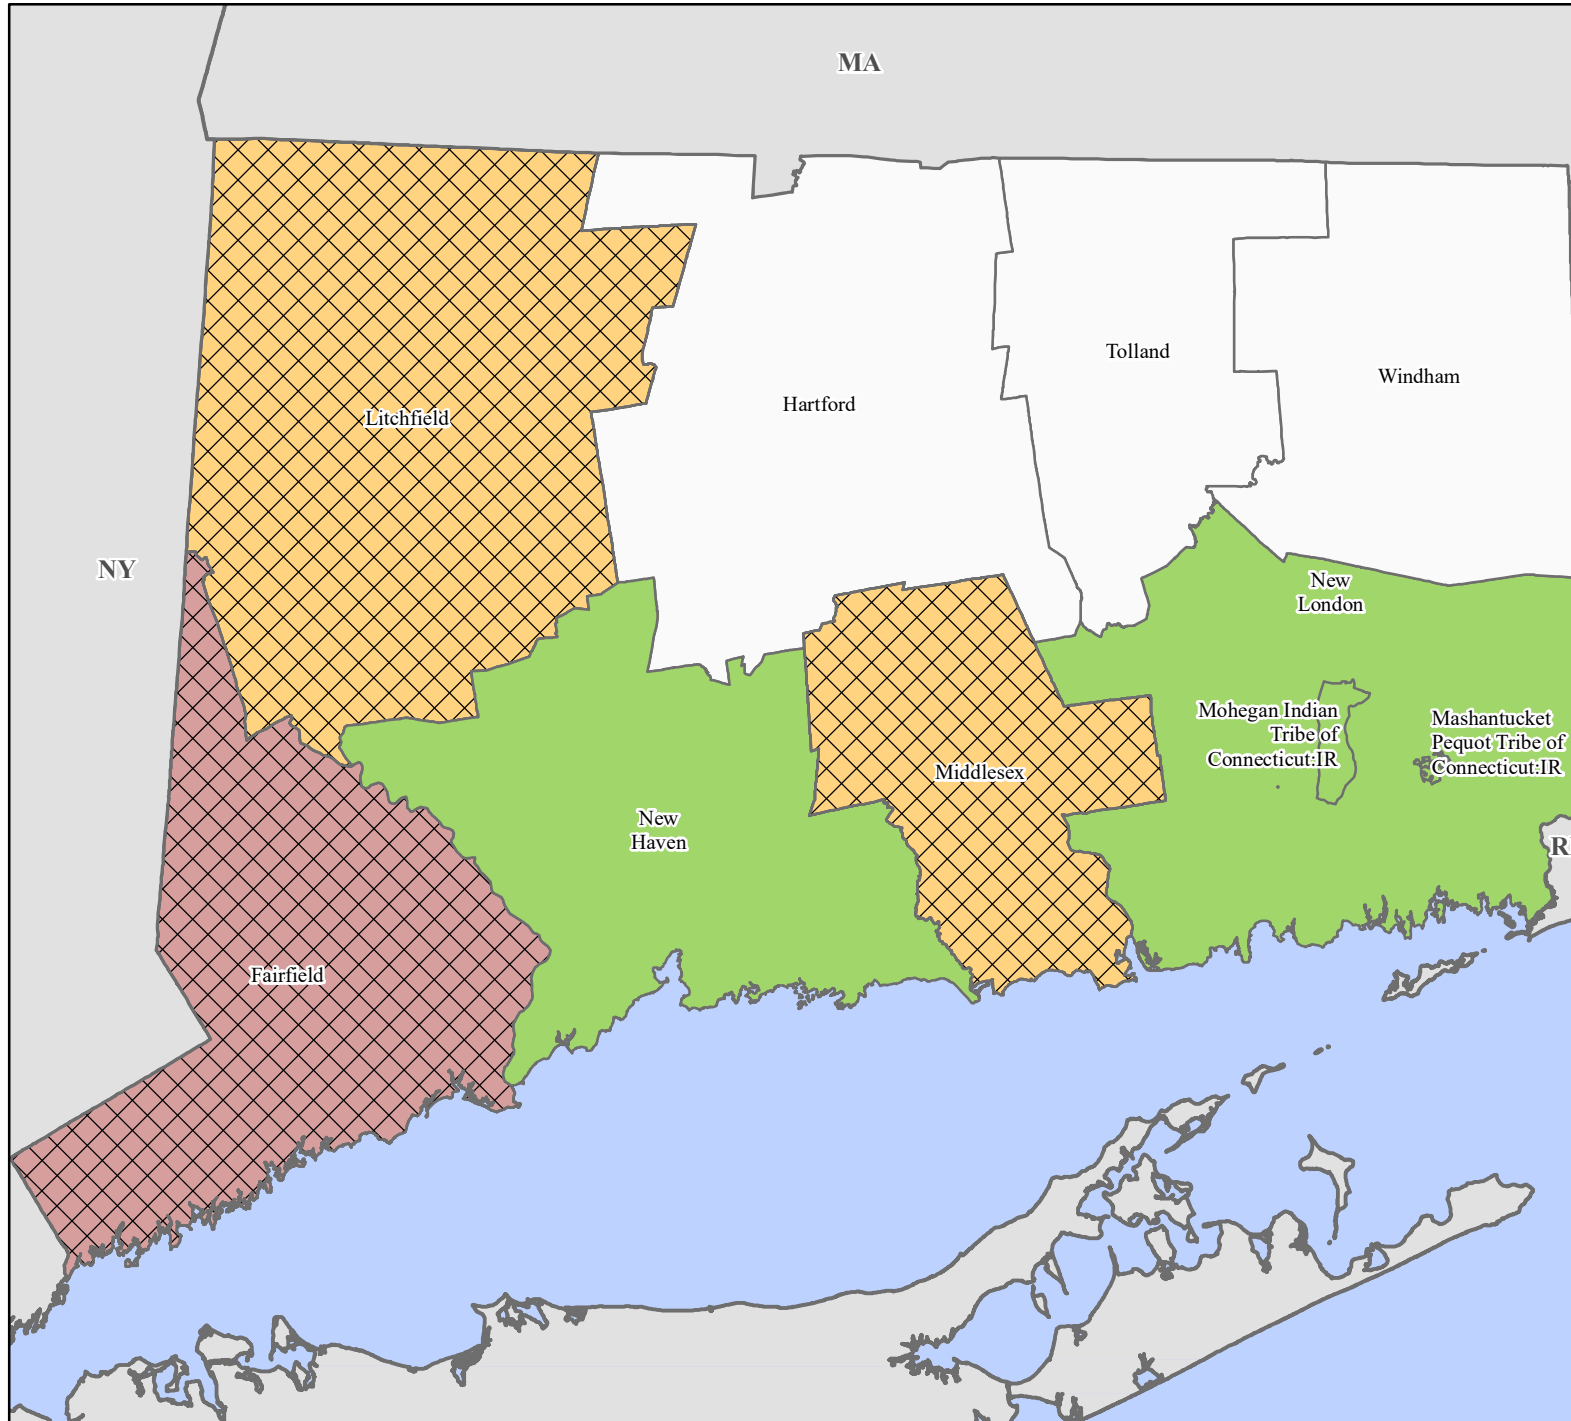 MA
Tolland
Windham
Hartford
Litchfield
NY
New
London
Mohegan Indian
Tribe of
Connecticut:IR
Mashantucket
Pequot Tribe of
Connecticut:IR
Middlesex
New
Haven
R
Fairfield